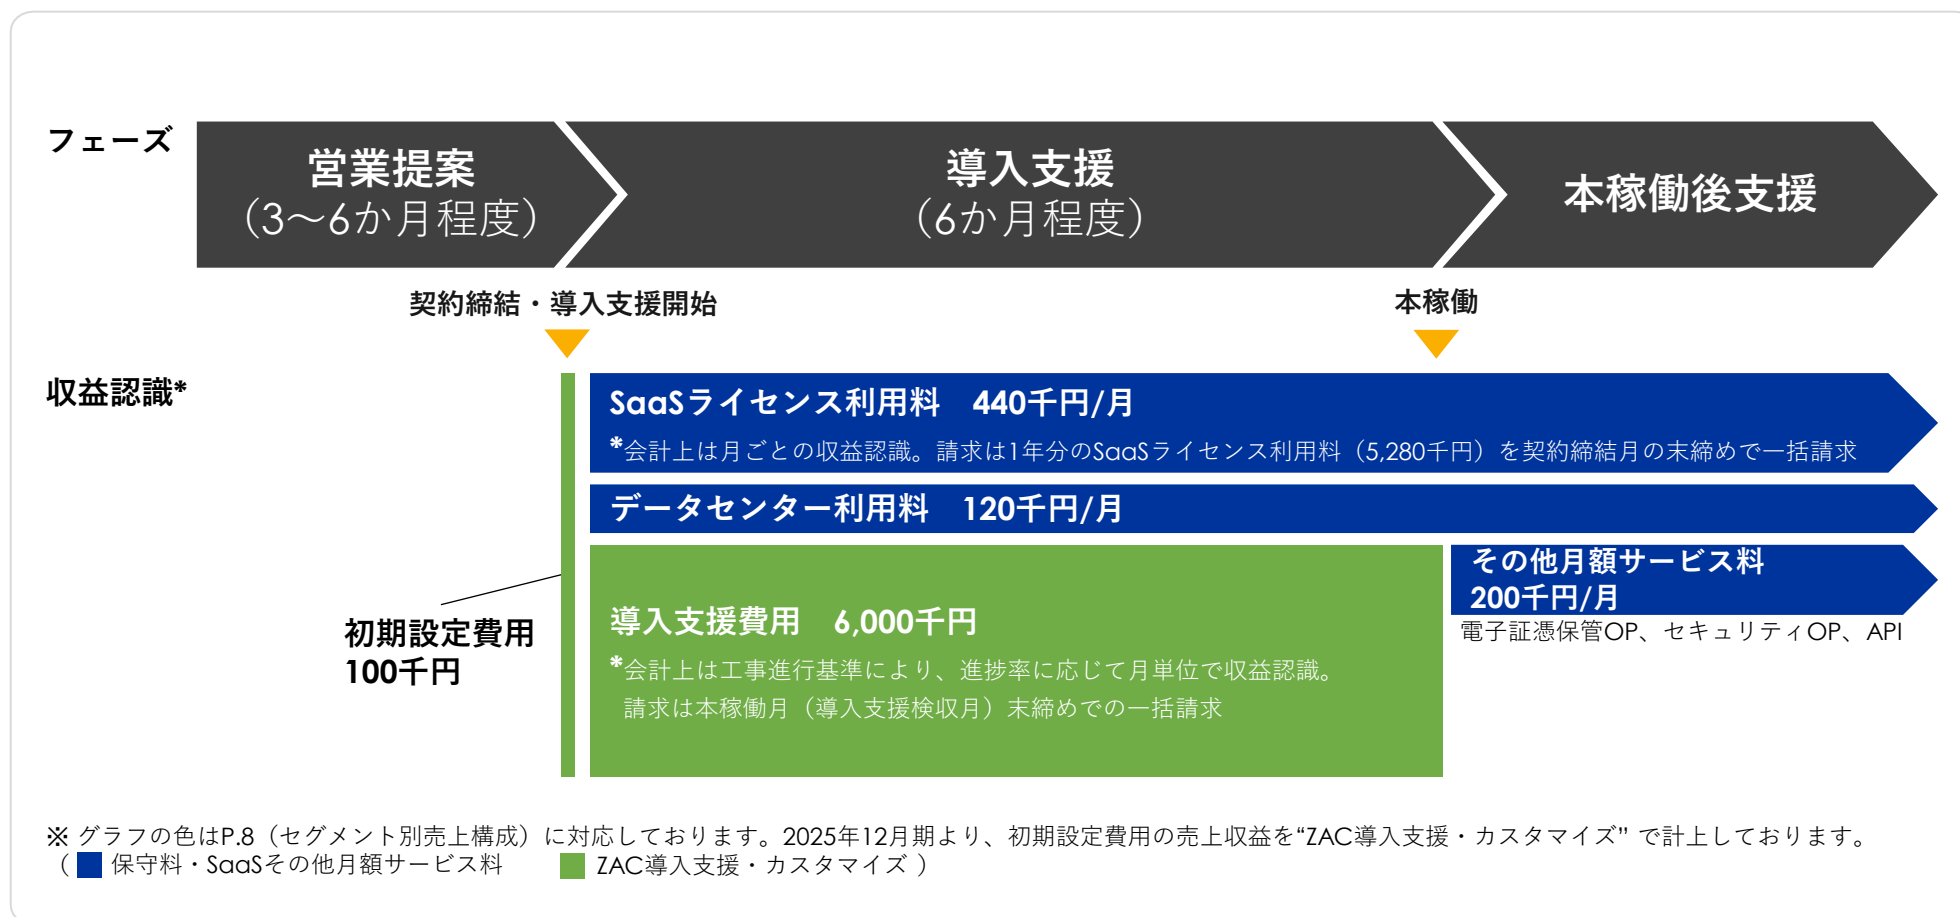 フェーズ
営業提案
（3～6か月程度）
導入支援
（6か月程度）
本稼働後支援
契約締結・導入支援開始
本稼働
収益認識*
SaaSライセンス利用料　440千円/月
*会計上は月ごとの収益認識。請求は1年分のSaaSライセンス利用料（5,280千円）を契約締結月の末締めで一括請求
データセンター利用料　120千円/月
初期設定費用
100千円
導入支援費用　6,000千円
*会計上は工事進行基準により、進捗率に応じて月単位で収益認識。
請求は本稼働月（導入支援検収月）末締めでの一括請求
その他月額サービス料
200千円/月
電子証憑保管OP、セキュリティOP、API
※ グラフの色はP.8（セグメント別売上構成）に対応しております。2025年12月期より、初期設定費用の売上収益を“ZAC導入支援・カスタマイズ” で計上しております。
（ 保守料・SaaSその他月額サービス料　ZAC導入支援・カスタマイズ ）